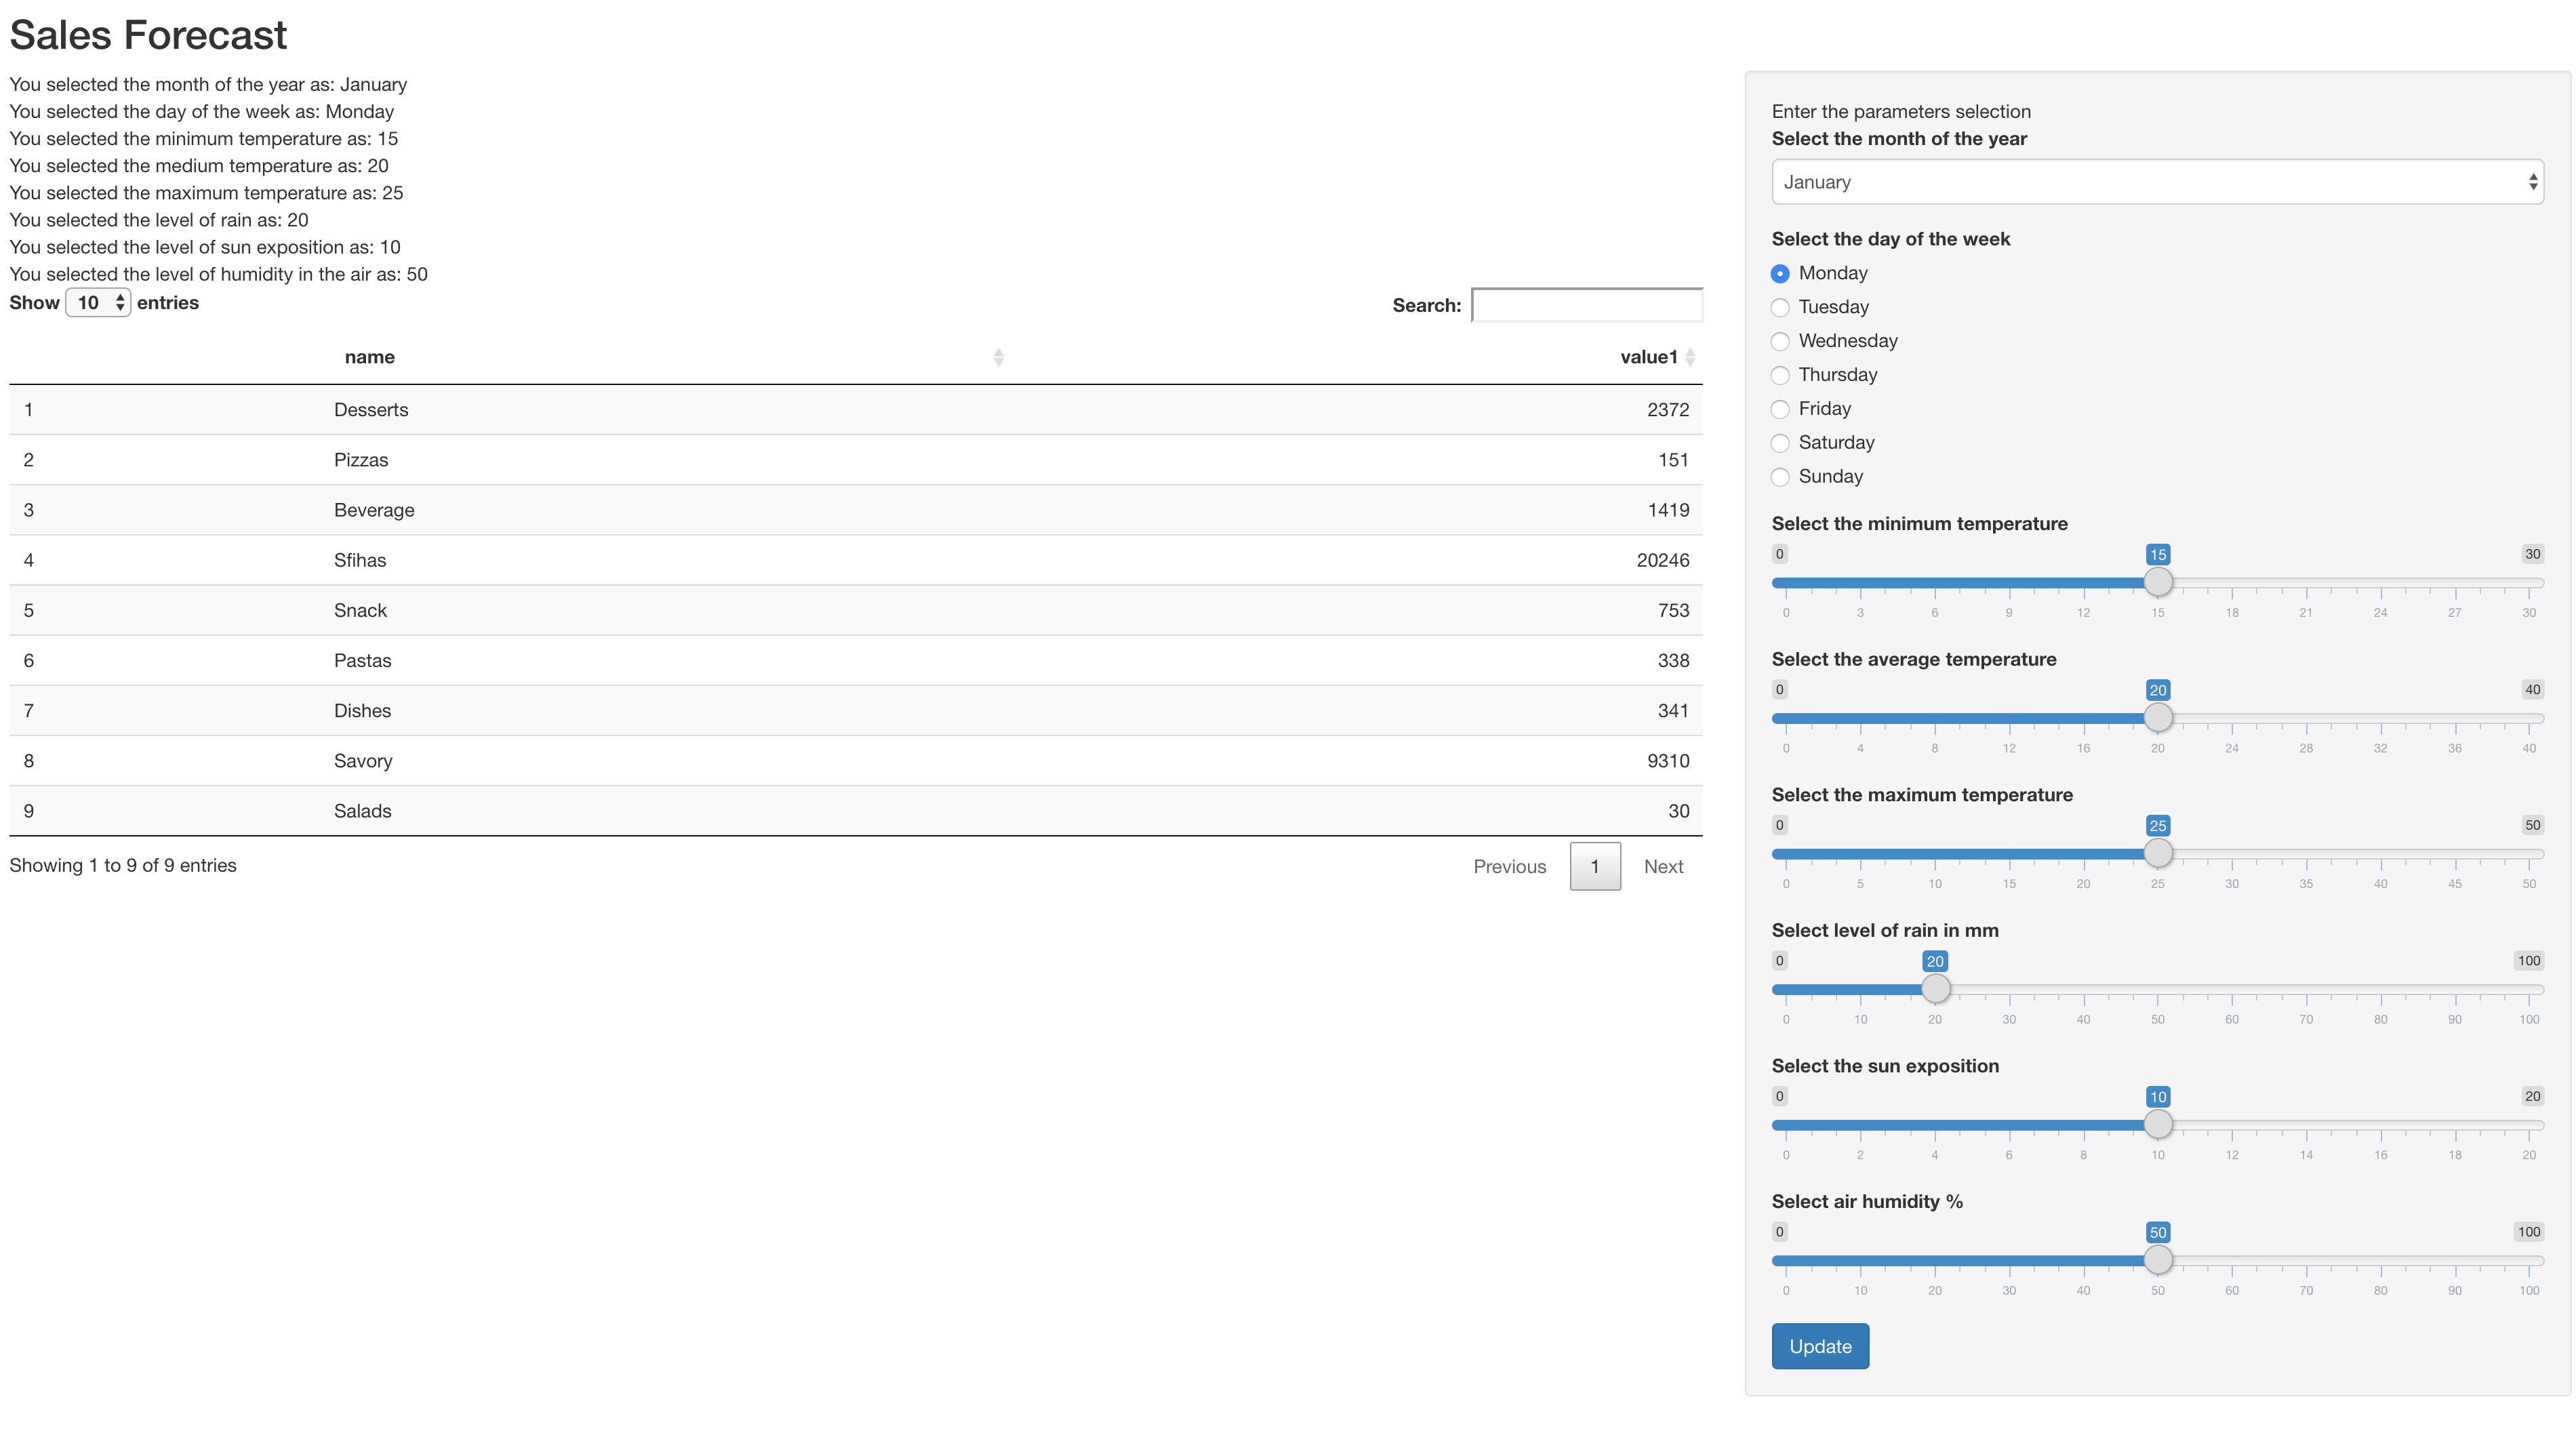 Sales Forecast
You selected the month of the year as: January
You selected the day of the week as: Monday
You selected the minimum temperature as: 15
You selected the medium temperature as: 20
You selected the maximum temperature as: 25
You selected the level of rain as: 20
You selected the level of sun exposition as: 10
You selected the level of humidity in the air as: 50
Show 10 entries
Search:
name value1
1 Desserts 2372
2 Pizzas 151
3 Beverage 1419
4 Sfihas 20246
5 Snack 753
6 Pastas 338
7 Dishes 341
8 Savory 9310
9 Salads 30
Showing 1 to 9 of 9 entries
Previous 1 Next
Enter the parameters selection
Select the month of the year
January
Select the day of the week
Monday
Tuesday
Wednesday
Thursday
Friday
Saturday
Sunday
Select the minimum temperature
0 15 30
0 3 6 9 12 15 18 21 24 27 30
Select the average temperature
0 20 40
0 4 8 12 16 20 24 28 32 36 40
Select the maximum temperature
0 25 50
0 5 10 15 20 25 30 35 40 45 50
Select level of rain in mm
0 20 100
0 10 20 30 40 50 60 70 80 90 100
Select the sun exposition
0 10 20
0 2 4 6 8 10 12 14 16 18 20
Select air humidity %
0 50 100
0 10 20 30 40 50 60 70 80 90 100
Update